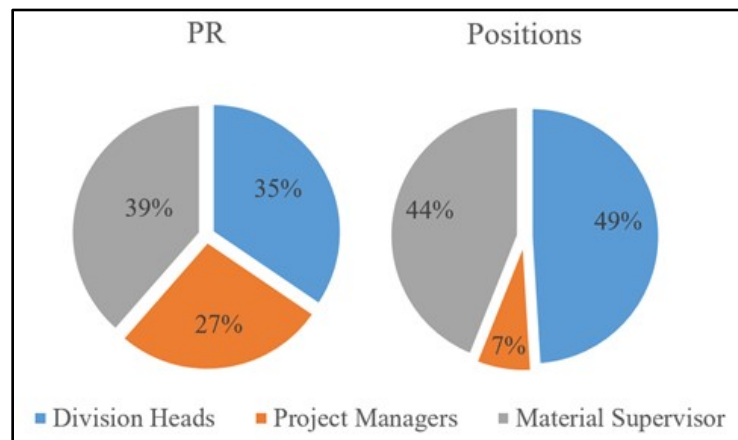 PR Positions
39% 35% 44% 49%
27% 7%
Division Heads Project Managers Material Supervisor